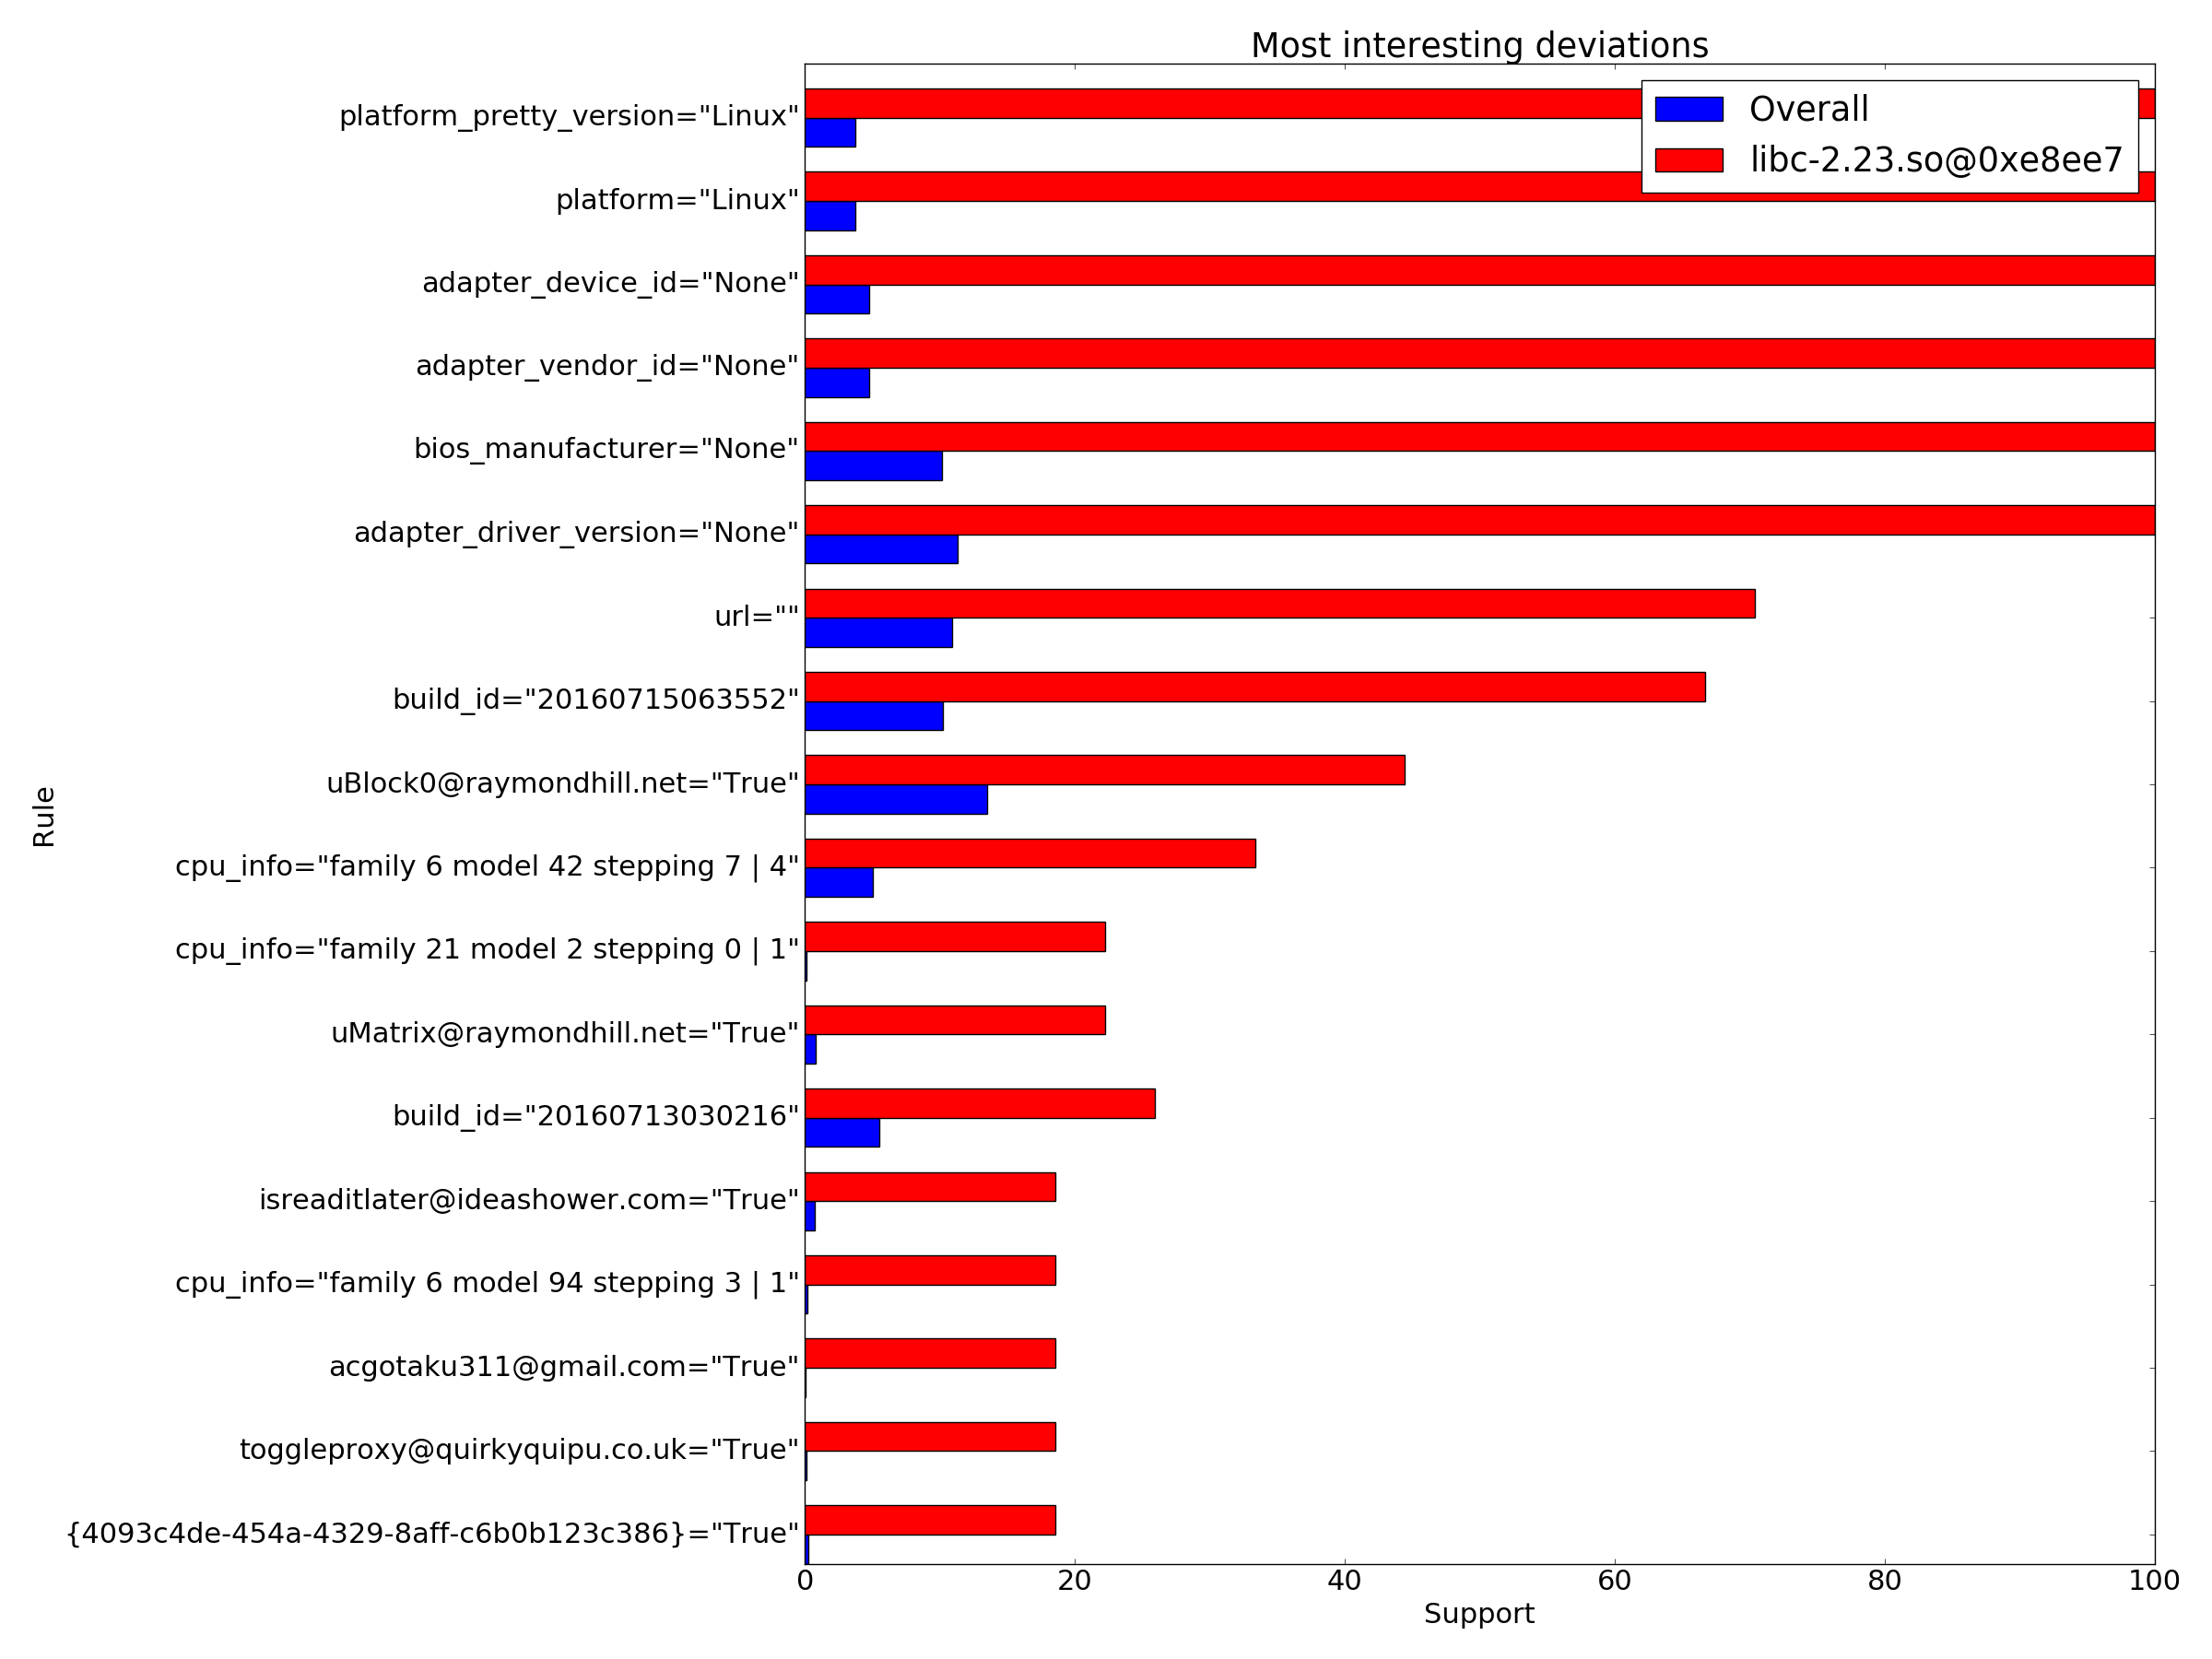 Most interesting deviations
Overall
libc-2.23.so@0xe8ee7
platform_pretty_version="Linux"
platform="Linux"
adapter_device_id="None"
adapter_vendor_id="None"
bios_manufacturer="None"
adapter_driver_version="None"
url=""
build_id="20160715063552"
uBlock0@raymondhill.net="True"
cpu_info="family 6 model 42 stepping 7 | 4"
cpu_info="family 21 model 2 stepping 0 | 1"
uMatrix@raymondhill.net="True"
build_id="20160713030216"
isreaditlater@ideashower.com="True"
cpu_info="family 6 model 94 stepping 3 | 1"
acgotaku311@gmail.com="True"
toggleproxy@quirkyquipu.co.uk="True"
{4093c4de-454a-4329-8aff-c6b0b123c386}="True"
Rule
0 20 40 60 80 100
Support